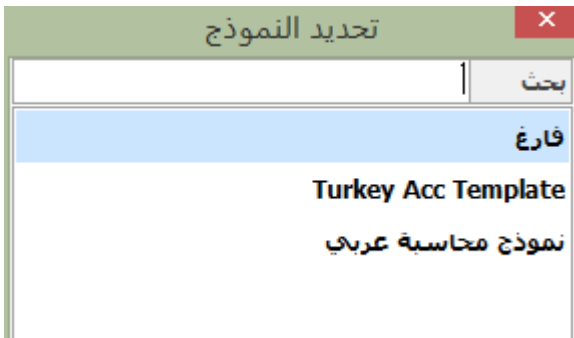 تحديد النموذج
بحث
فارغ
Turkey Acc Template
نموذج محاسبة عربي